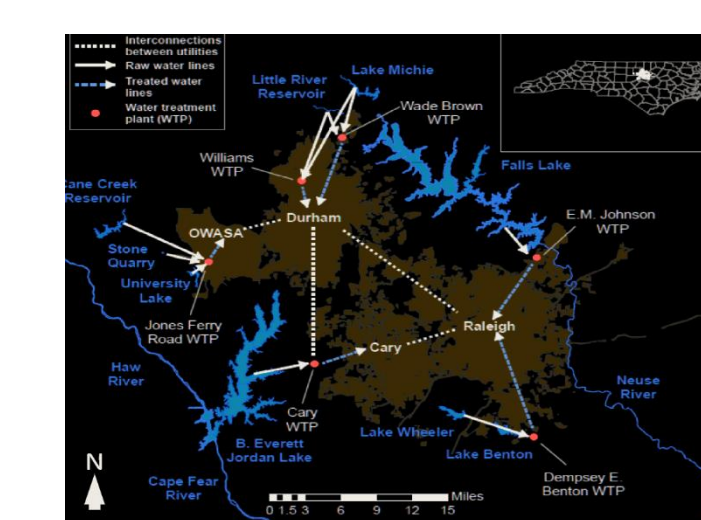 Interconnections
between utilities
Raw water lines
Treated water
lines
Water treatment
plant (WTP)
Lake Michie
Little River
Reservoir
Wade Brown
WTP
Williams
WTP
Falls Lake
ane Creek
Reservoir
E.M. Johnson
WTP
Durham
OWASA
Stone
Quarry
University
Lake
Jones Ferry
Road WTP
Raleigh
Cary
Haw
River
Neuse
River
Cary
WTP
Lake Wheeler
B. Everett
Jordan Lake
Lake Benton
N
Cape Fear
River
Dempsey E.
Benton WTP
Miles
0 1.5 3 6 9 12 15